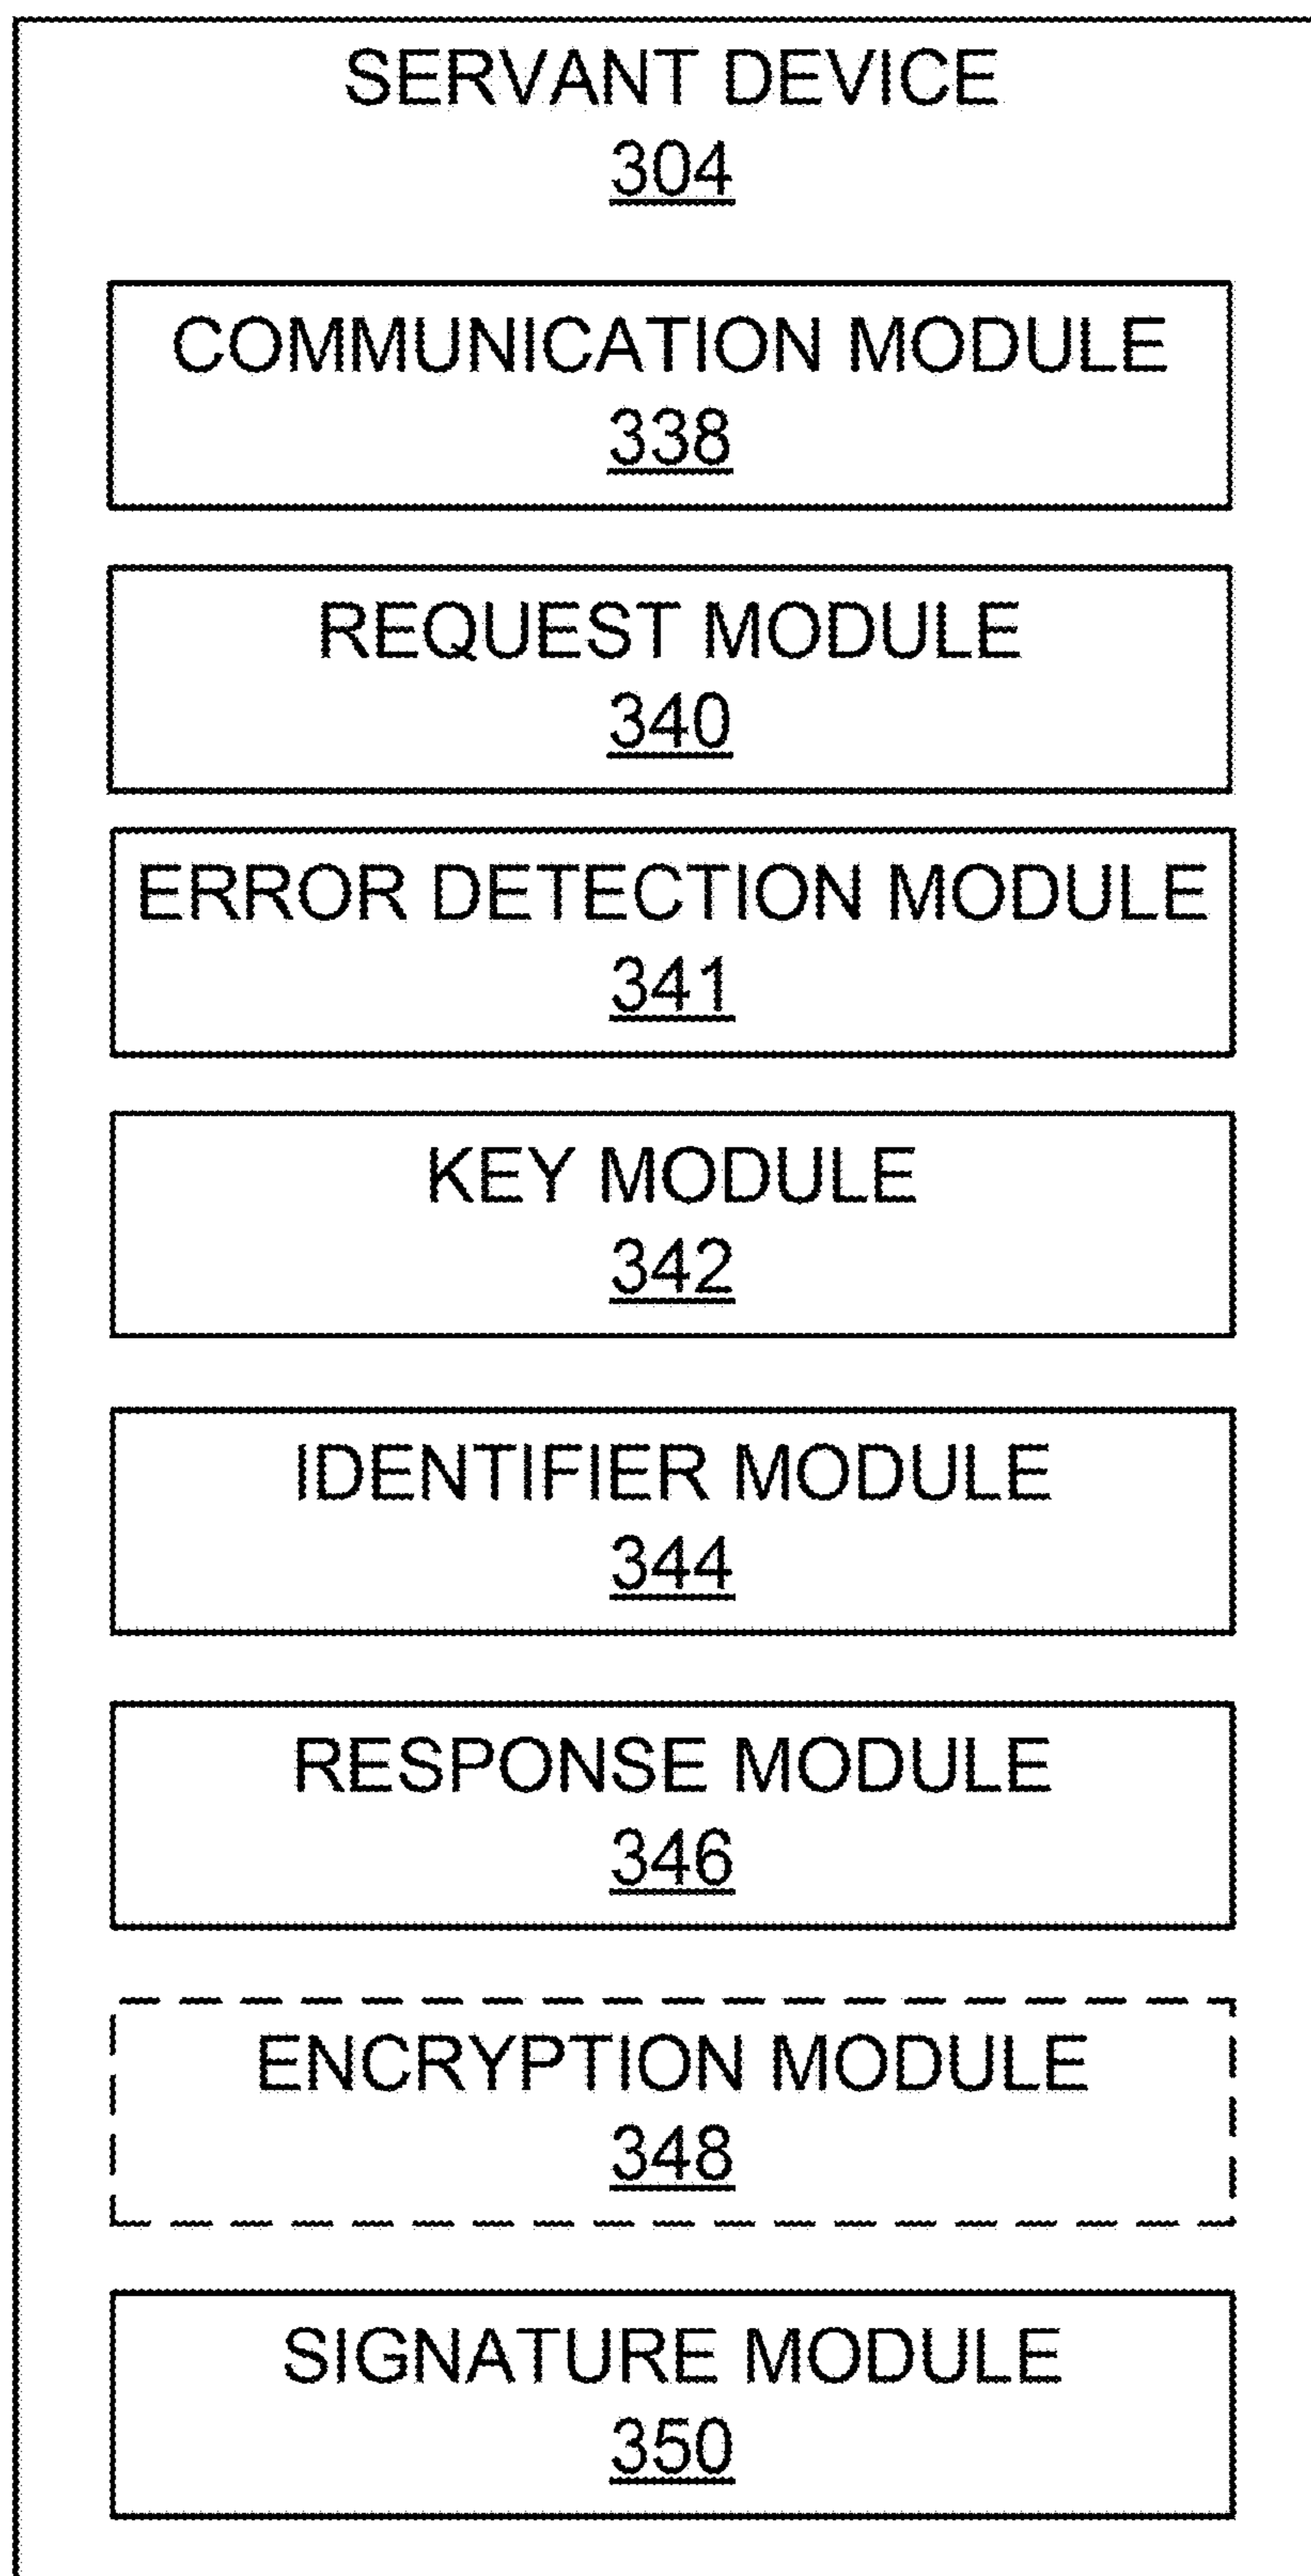 SERVANT DEVICE
304
COMMUNICATION MODULE
338
REQUEST MODULE
340
ERROR DETECTION MODULE
341
KEY MODULE
342
IDENTIFIER MODULE
344
RESPONSE MODULE
346
ENCRYPTION MODULE
348
SIGNATURE MODULE
350